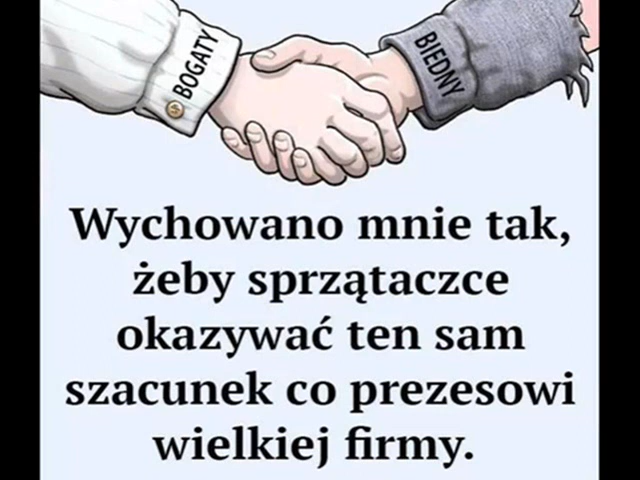 BOGATY
BIEDNY
Wychowano mnie tak,
żeby sprzątaczce
okazywać ten sam
szacunek co prezesowi
wielkiej firmy.